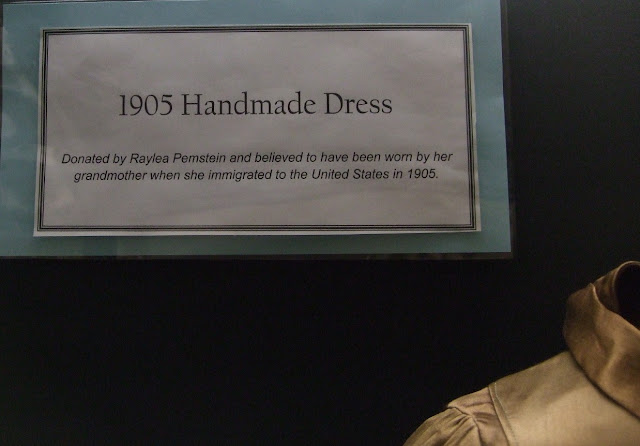 1905 Handmade Dress
Donated by Raylea Pemstein and believed to have been worn by her
grandmother when she immigrated to the United States in 1905.